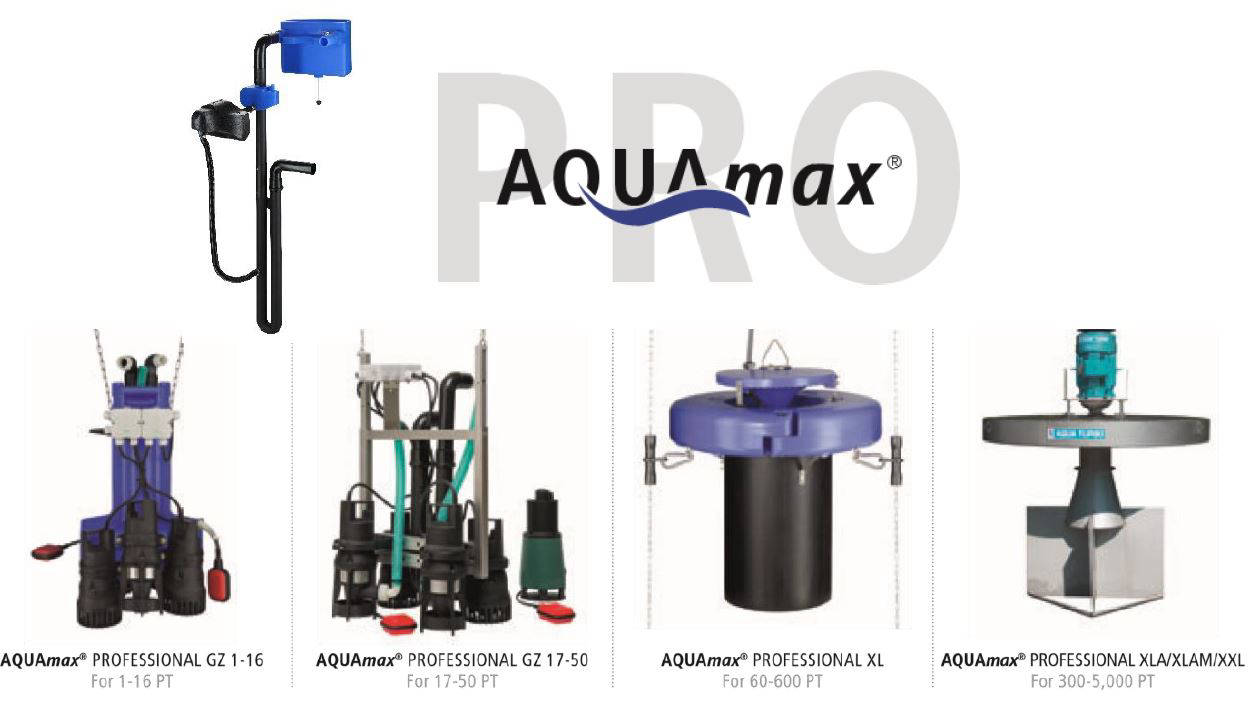 PRO
AQUAmax®
AQUAmax® PROFESSIONAL GZ 1-16
For 1-16 PT
AQUAmax® PROFESSIONAL GZ 17-50
For 17-50 PT
AQUAmax® PROFESSIONAL XL
For 60-600 PT
AQUAmax® PROFESSIONAL XLA/XLAM/XXL
For 300-5,000 PT